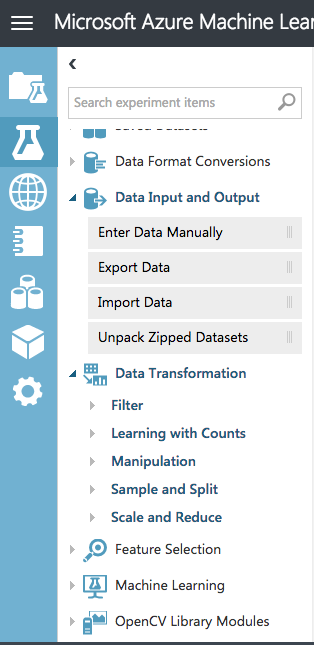 Microsoft Azure Machine Lear
Search experiment items
Saved Datasets
Data Format Conversions
Data Input and Output
Enter Data Manually
Export Data
Import Data
Unpack Zipped Datasets
Data Transformation
Filter
Learning with Counts
Manipulation
Sample and Split
Scale and Reduce
Feature Selection
Machine Learning
OpenCV Library Modules